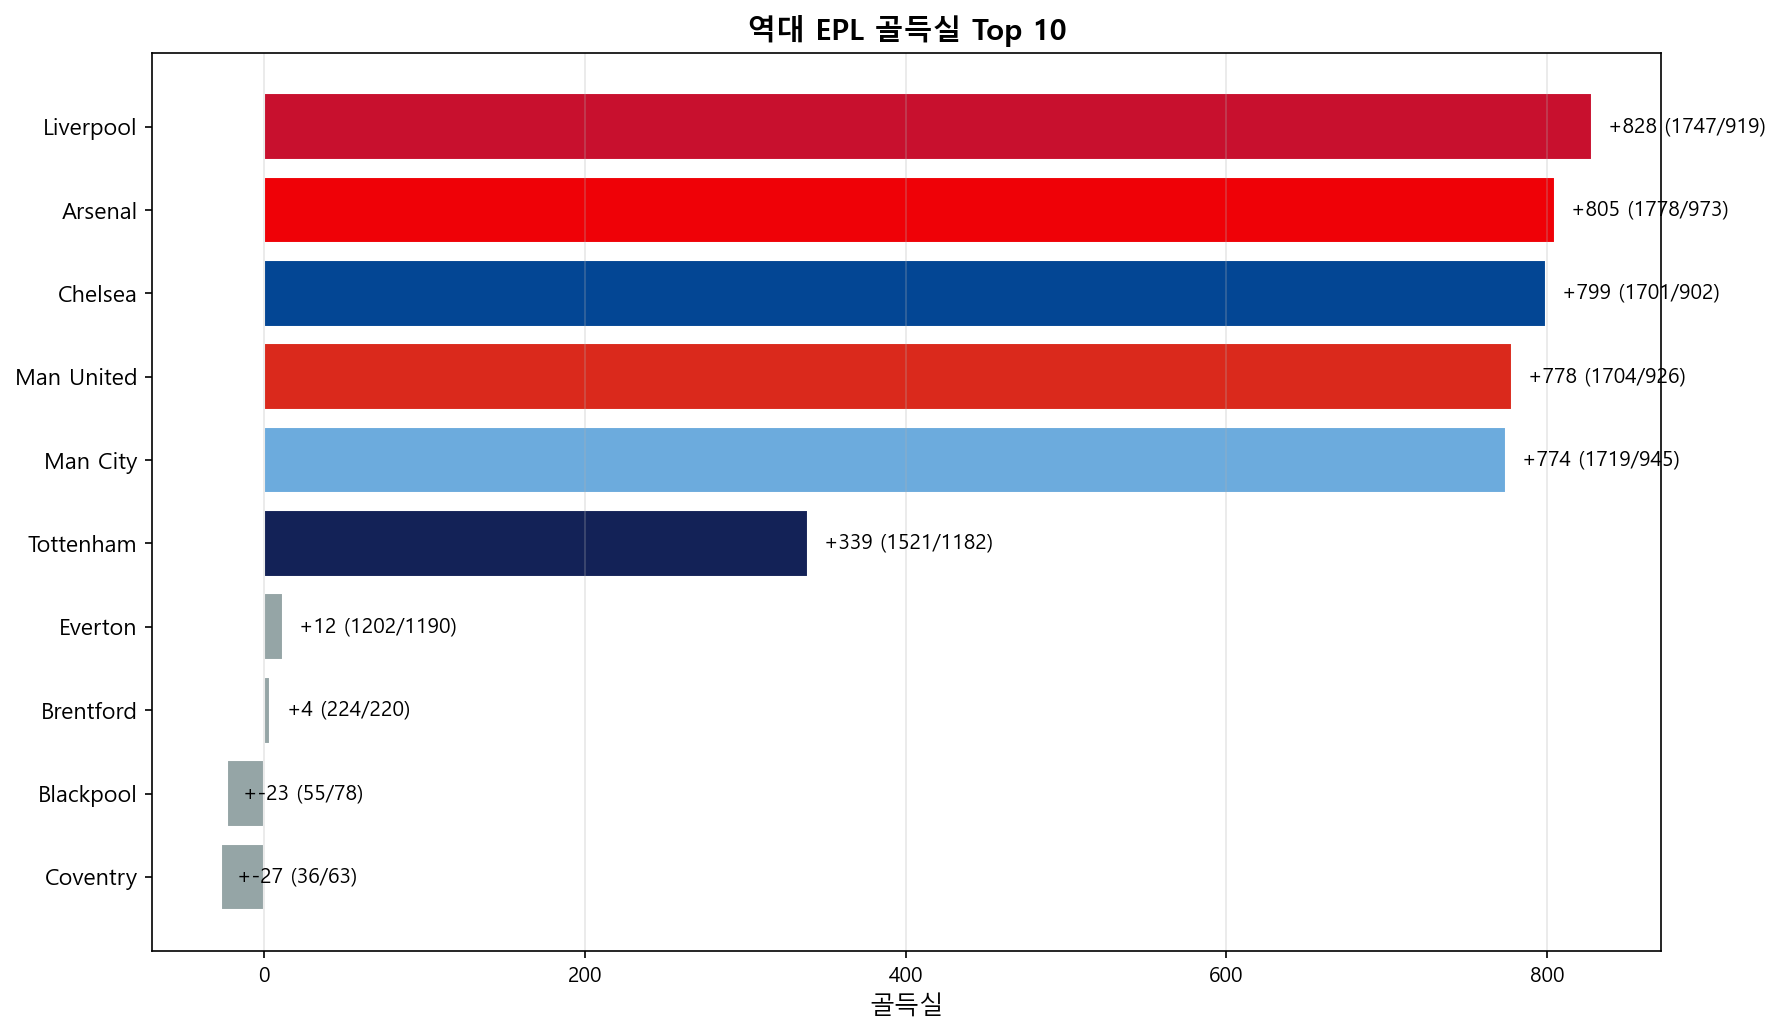 역대 EPL 골득실 Top 10
Liverpool +828 (1747/919)
Arsenal +805 (1778/973)
Chelsea +799 (1701/902)
Man United +778 (1704/926)
Man City +774 (1719/945)
Tottenham +339 (1521/1182)
Everton +12 (1202/1190)
Brentford +4 (224/220)
Blackpool +-23 (55/78)
Coventry +-27 (36/63)
0 200 400 600 800
골득실